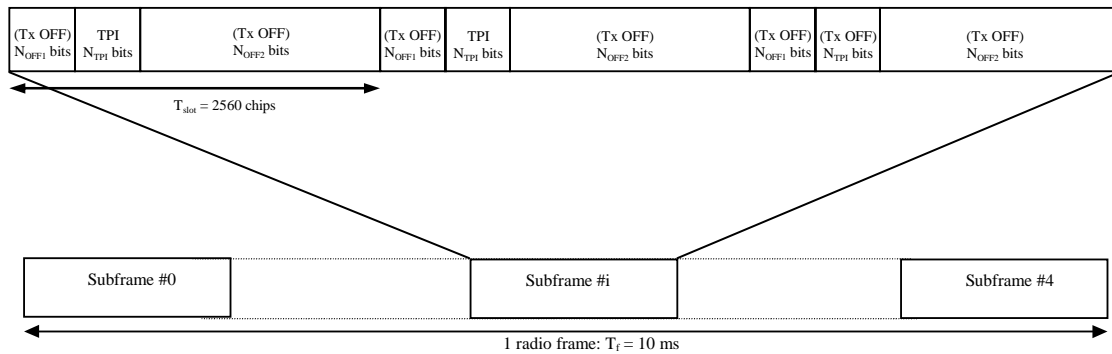 (Tx OFF)
N_OFF1 bits
TPI
N_TPI bits
(Tx OFF)
N_OFF2 bits
(Tx OFF)
N_OFF1 bits
TPI
N_TPI bits
(Tx OFF)
N_OFF2 bits
(Tx OFF)
N_OFF1 bits
(Tx OFF)
N_TPI bits
(Tx OFF)
N_OFF2 bits
T_slot = 2560 chips
Subframe #0
Subframe #i
Subframe #4
1 radio frame: T_f = 10 ms